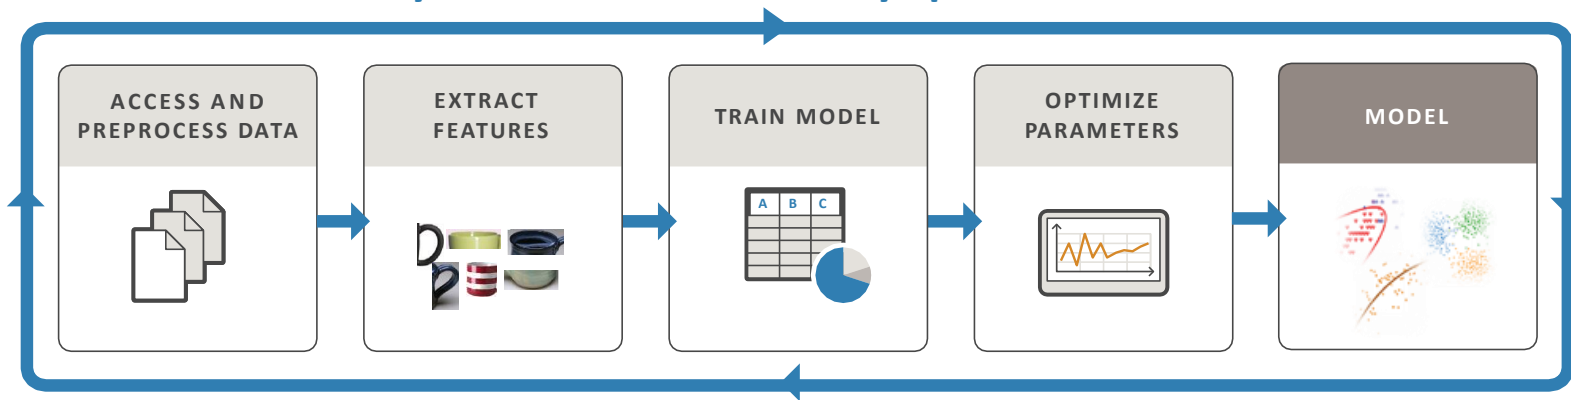 ACCESS AND
PREPROCESS DATA
EXTRACT
FEATURES
TRAIN MODEL
A B C
OPTIMIZE
PARAMETERS
MODEL